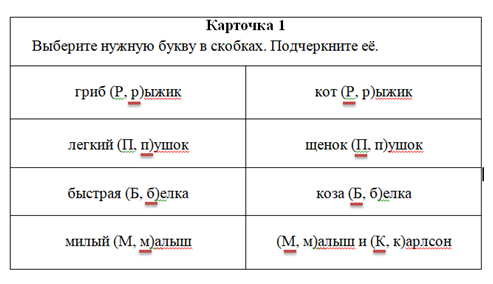 Карточка 1
Выберите нужную букву в скобках. Подчеркните её.
гриб (Р, р)ыжик
кот (Р, р)ыжик
легкий (П, п)ушок
щенок (П, п)ушок
быстрая (Б, б)елка
коза (Б, б)елка
милый (М, м)алыш
(М, м)алыш и (К, к)арлсон